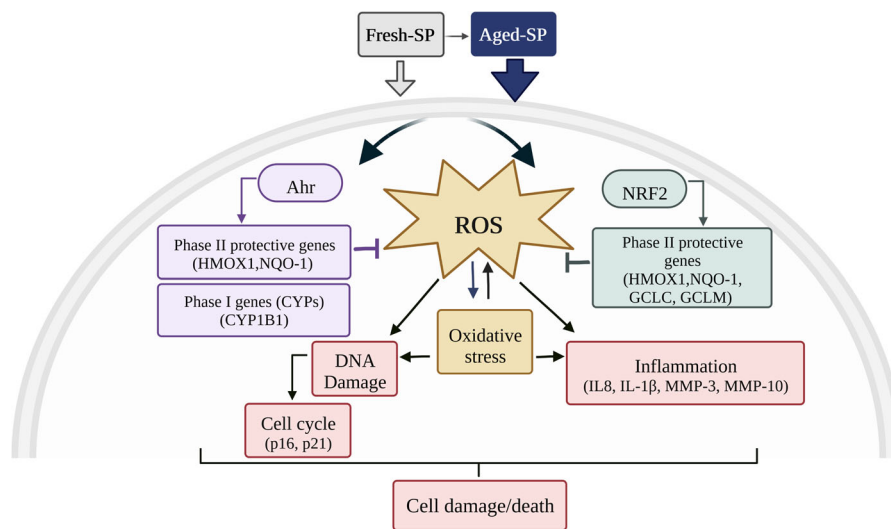 Fresh-SP
Aged-SP
Ahr
NRF2
ROS
Phase II protective genes
(HMOX1,NQO-1)
Phase II protective
genes
(HMOX1,NQO-1,
GCLC, GCLM)
Phase I genes (CYPs)
(CYP1B1)
Oxidative
stress
DNA
Damage
Inflammation
(IL8, IL-1β, MMP-3, MMP-10)
Cell cycle
(p16, p21)
Cell damage/death